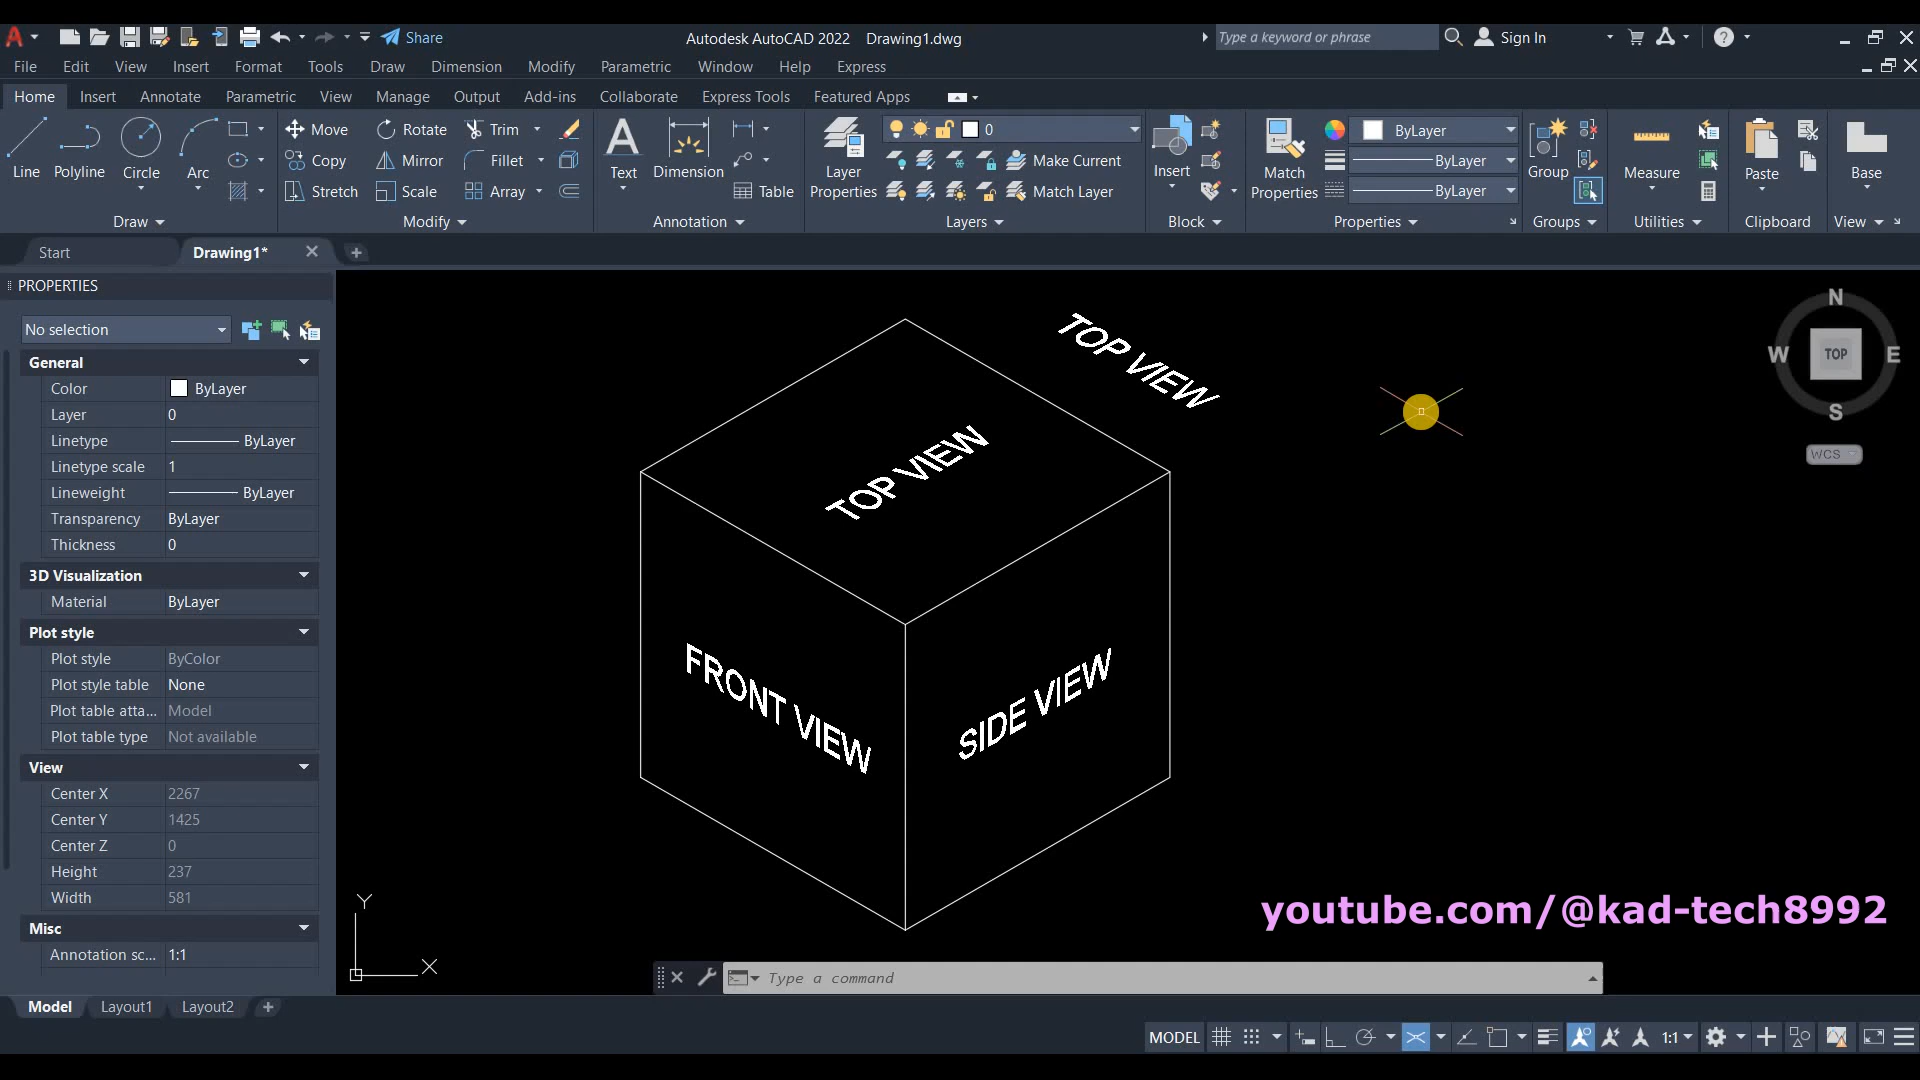 Share
Autodesk AutoCAD 2022 Drawing1.dwg
Type a keyword or phrase
Sign In
File Edit View Insert Format Tools Draw Dimension Modify Parametric Window Help Express
Home Insert Annotate Parametric View Manage Output Add-ins Collaborate Express Tools Featured Apps
Line Polyline Circle Arc
Move Rotate Trim
Copy Mirror Fillet
Stretch Scale Array
Text Dimension Table
Layer Properties
0
Make Current
Match Layer
Insert
Match Properties
ByLayer
ByLayer
ByLayer
Group
Measure
Paste
Base
Draw Modify Annotation Layers Block Properties Groups Utilities Clipboard View
Start Drawing1*
PROPERTIES
No selection
General
Color ByLayer
Layer 0
Linetype ByLayer
Linetype scale 1
Lineweight ByLayer
Transparency ByLayer
Thickness 0
3D Visualization
Material ByLayer
Plot style
Plot style ByColor
Plot style table None
Plot table atta... Model
Plot table type Not available
View
Center X 2267
Center Y 1425
Center Z 0
Height 237
Width 581
Misc
Annotation sc... 1:1
TOP VIEW
TOP VIEW
FRONT VIEW
SIDE VIEW
N
W TOP E
S
WCS
Y
X
youtube.com/@kad-tech8992
Type a command
Model Layout1 Layout2
MODEL
1:1